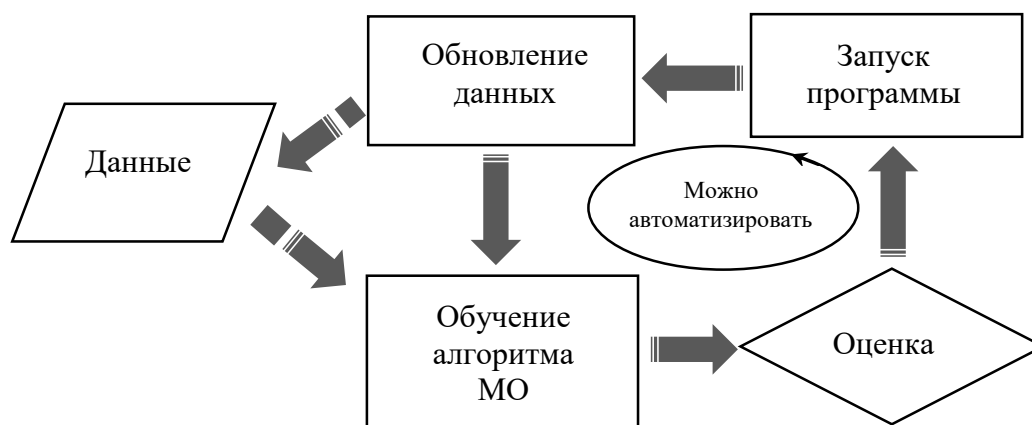 Обновление
данных
Запуск
программы
Данные
Можно
автоматизировать
Обучение
алгоритма
МО
Оценка